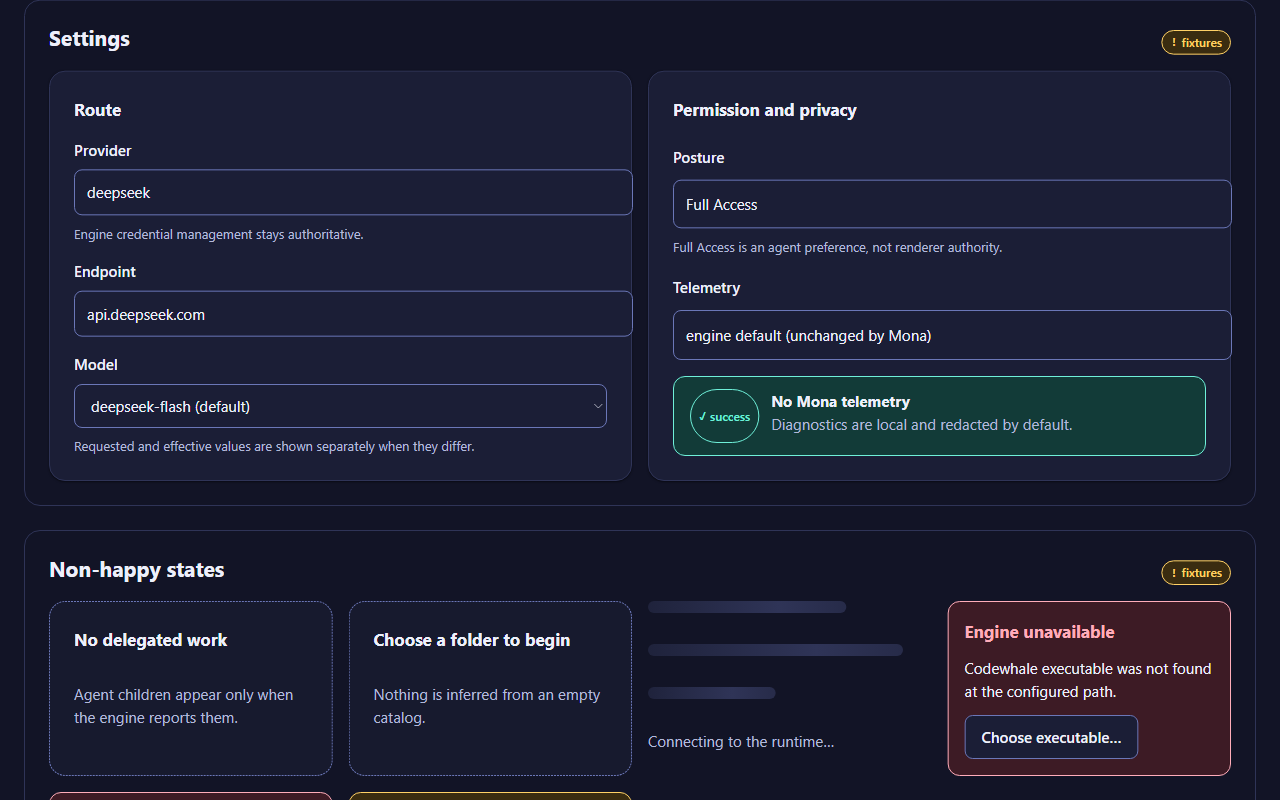 Settings
! fixtures
Route
Provider
deepseek
Engine credential management stays authoritative.
Endpoint
api.deepseek.com
Model
deepseek-flash (default)
Requested and effective values are shown separately when they differ.
Permission and privacy
Posture
Full Access
Full Access is an agent preference, not renderer authority.
Telemetry
engine default (unchanged by Mona)
✓ success
No Mona telemetry
Diagnostics are local and redacted by default.
Non-happy states
! fixtures
No delegated work
Agent children appear only when
the engine reports them.
Choose a folder to begin
Nothing is inferred from an empty
catalog.
Connecting to the runtime…
Engine unavailable
Codewhale executable was not found
at the configured path.
Choose executable…